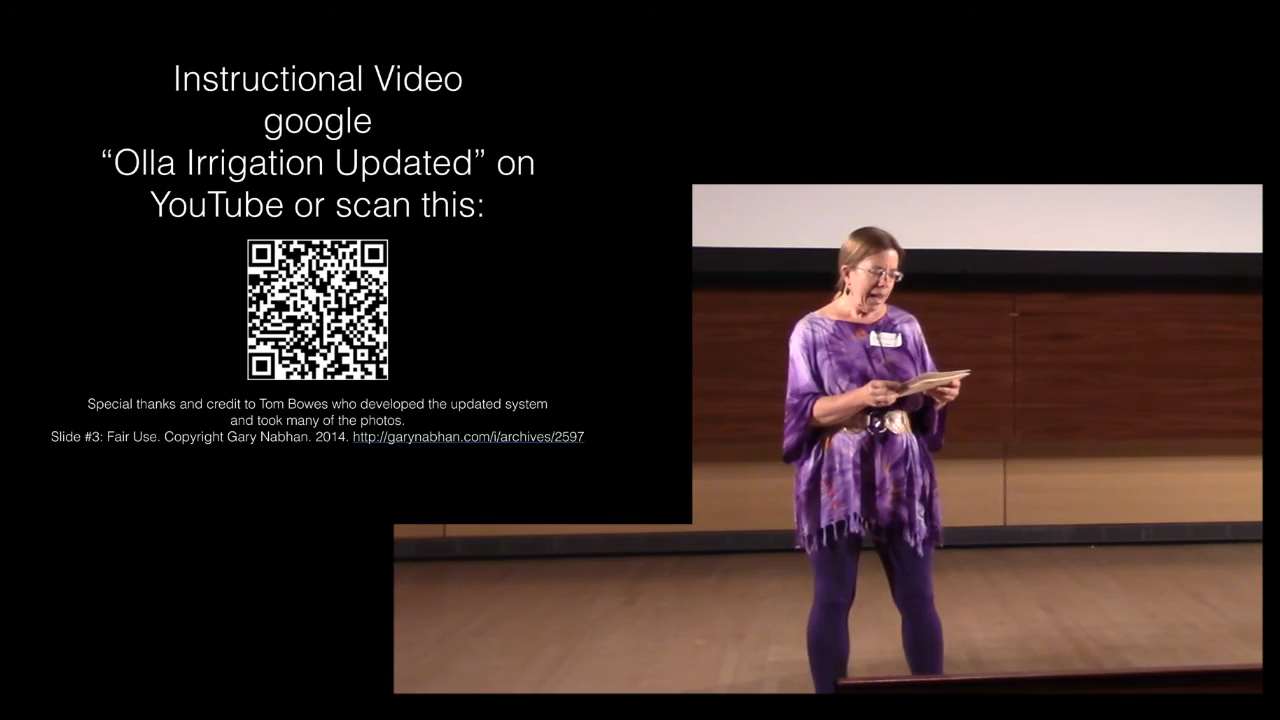 Instructional Video
google
“Olla Irrigation Updated” on
YouTube or scan this:
Special thanks and credit to Tom Bowes who developed the updated system
and took many of the photos.
Slide #3: Fair Use. Copyright Gary Nabhan. 2014. http://garynabhan.com/i/archives/2597